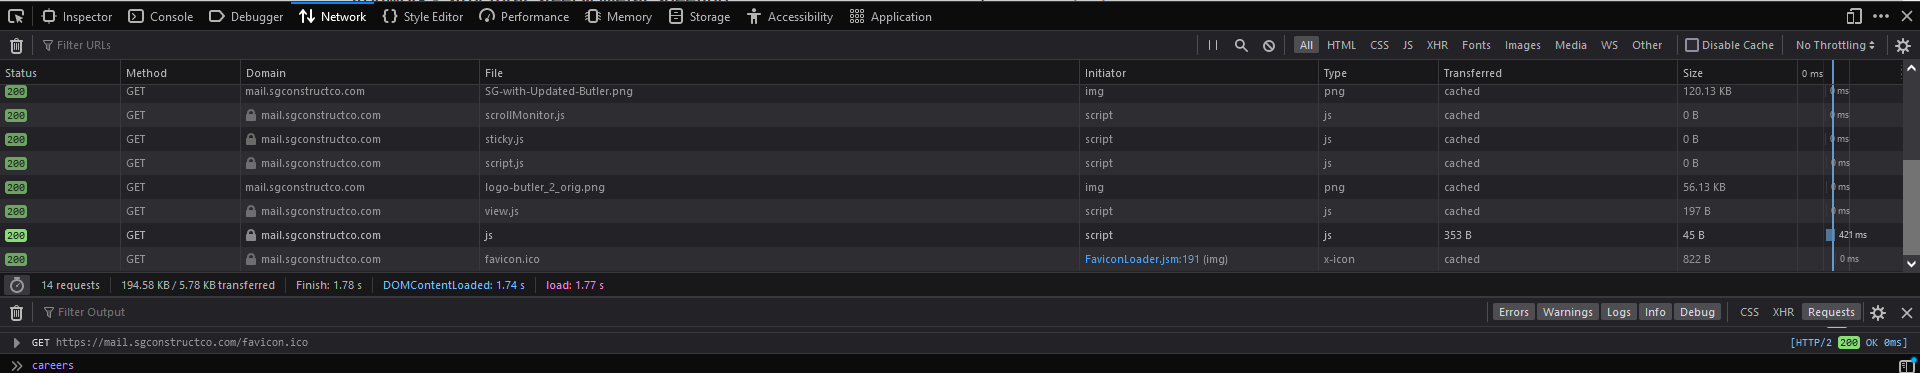 Inspector Console Debugger Network Style Editor Performance Memory Storage Accessibility Application
Filter URLs All HTML CSS JS XHR Fonts Images Media WS Other Disable Cache No Throttling
Status Method Domain File Initiator Type Transferred Size 0 ms
200 GET mail.sgconstructco.com SG-with-Updated-Butler.png img png cached 120.13 KB 0 ms
200 GET mail.sgconstructco.com scrollMonitor.js script js cached 0 B 0 ms
200 GET mail.sgconstructco.com sticky.js script js cached 0 B 0 ms
200 GET mail.sgconstructco.com script.js script js cached 0 B 0 ms
200 GET mail.sgconstructco.com logo-butler_2_orig.png img png cached 56.13 KB 0 ms
200 GET mail.sgconstructco.com view.js script js cached 197 B 0 ms
200 GET mail.sgconstructco.com js script js 353 B 45 B 421 ms
200 GET mail.sgconstructco.com favicon.ico FaviconLoader.jsm:191 (img) x-icon cached 822 B 0 ms
14 requests 194.58 KB / 5.78 KB transferred Finish: 1.78 s DOMContentLoaded: 1.74 s load: 1.77 s
Filter Output Errors Warnings Logs Info Debug CSS XHR Requests
GET https://mail.sgconstructco.com/favicon.ico [HTTP/2 200 OK 0ms]
careers